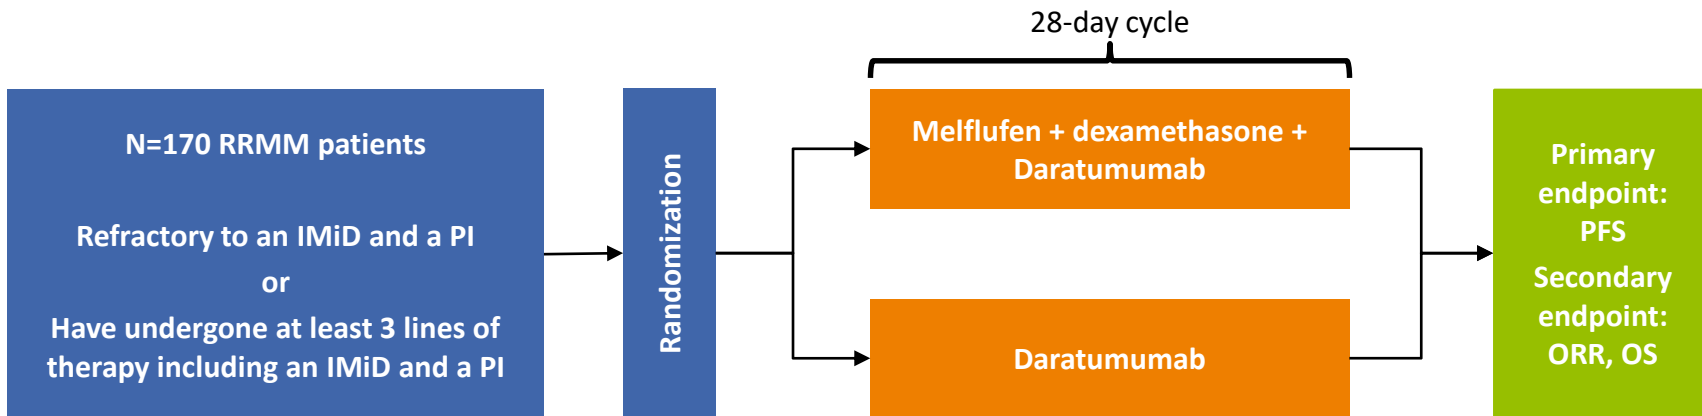 28-day cycle
N=170 RRMM patients
Refractory to an IMiD and a PI
or
Have undergone at least 3 lines of
therapy including an IMiD and a PI
Randomization
Melflufen + dexamethasone +
Daratumumab
Daratumumab
Primary
endpoint:
PFS
Secondary
endpoint:
ORR, OS